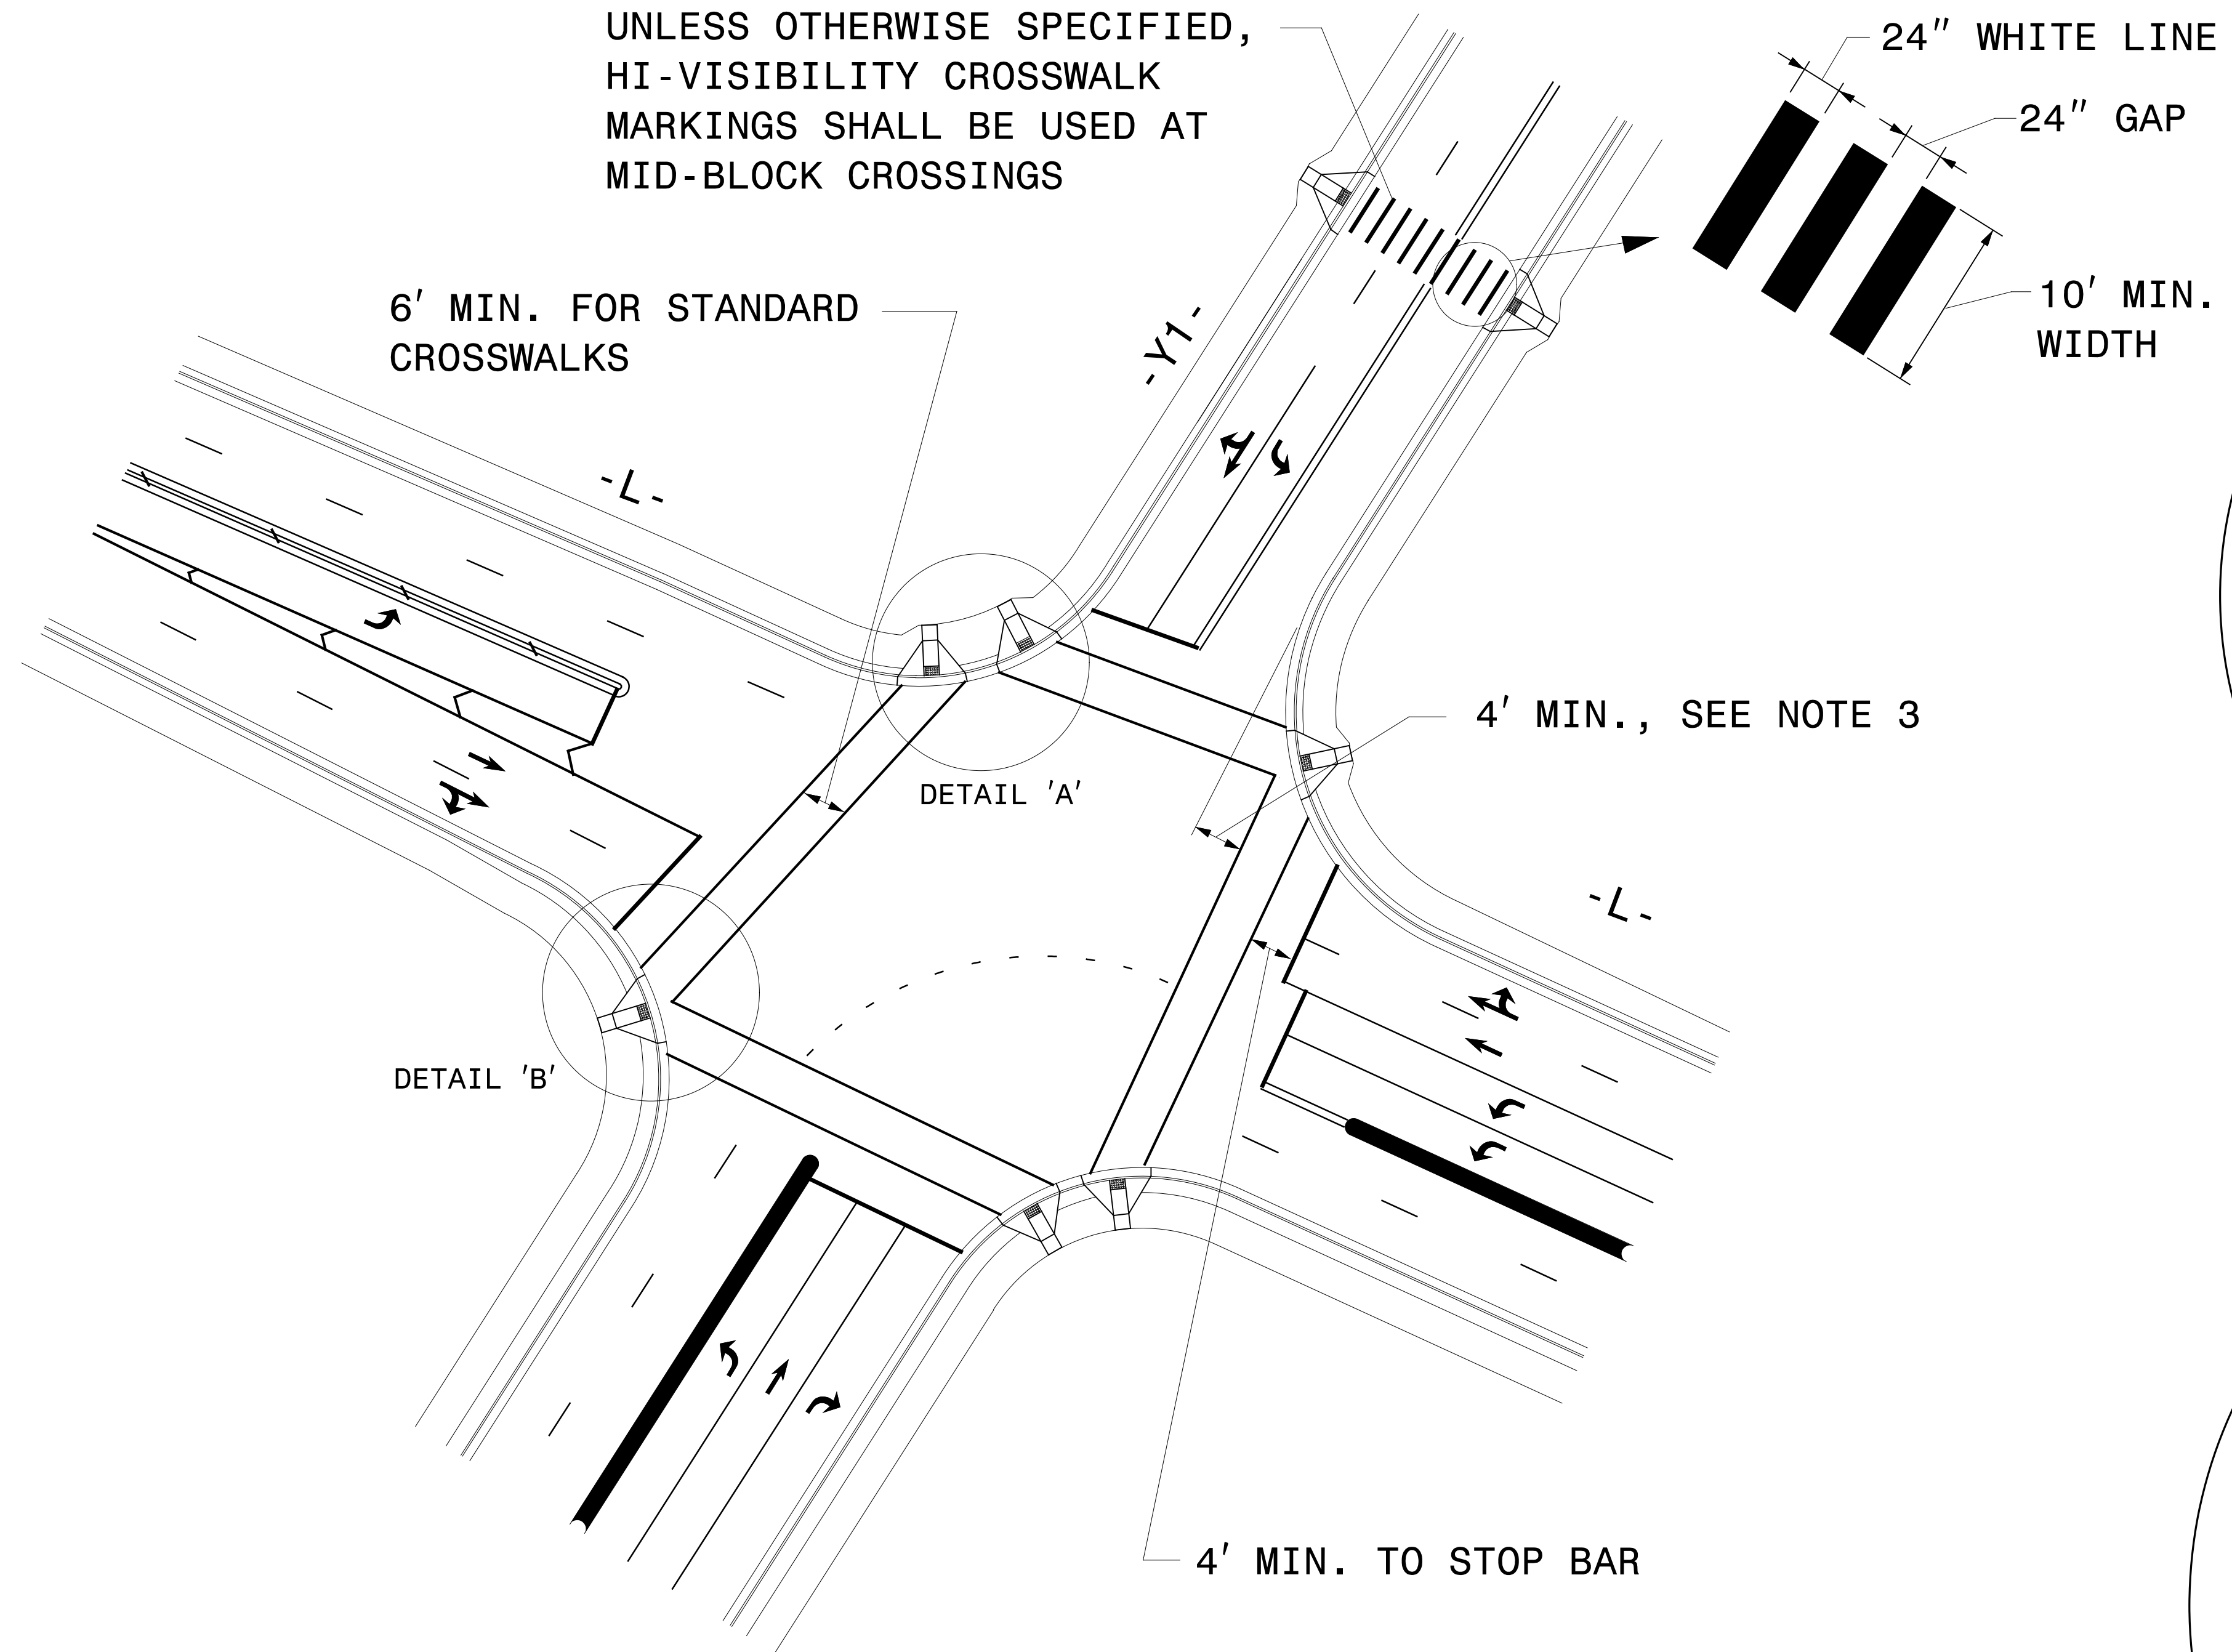 UNLESS OTHERWISE SPECIFIED,
HI-VISIBILITY CROSSWALK
MARKINGS SHALL BE USED AT
MID-BLOCK CROSSINGS
24" WHITE LINE
24" GAP
10' MIN.
WIDTH
6' MIN. FOR STANDARD
CROSSWALKS
-Y1-
-L-
4' MIN., SEE NOTE 3
DETAIL 'A'
-L-
DETAIL 'B'
4' MIN. TO STOP BAR